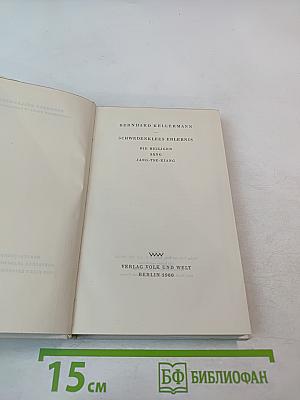 BERNHARD KELLERMANN
SCHWEDENKLEES ERLEBNIS
DIE HEILIGEN
SANG
JANG-TSE-KIANG
VERLAG VOLK UND WELT
BERLIN 1960
15 см
БФ БИБЛИОФАН